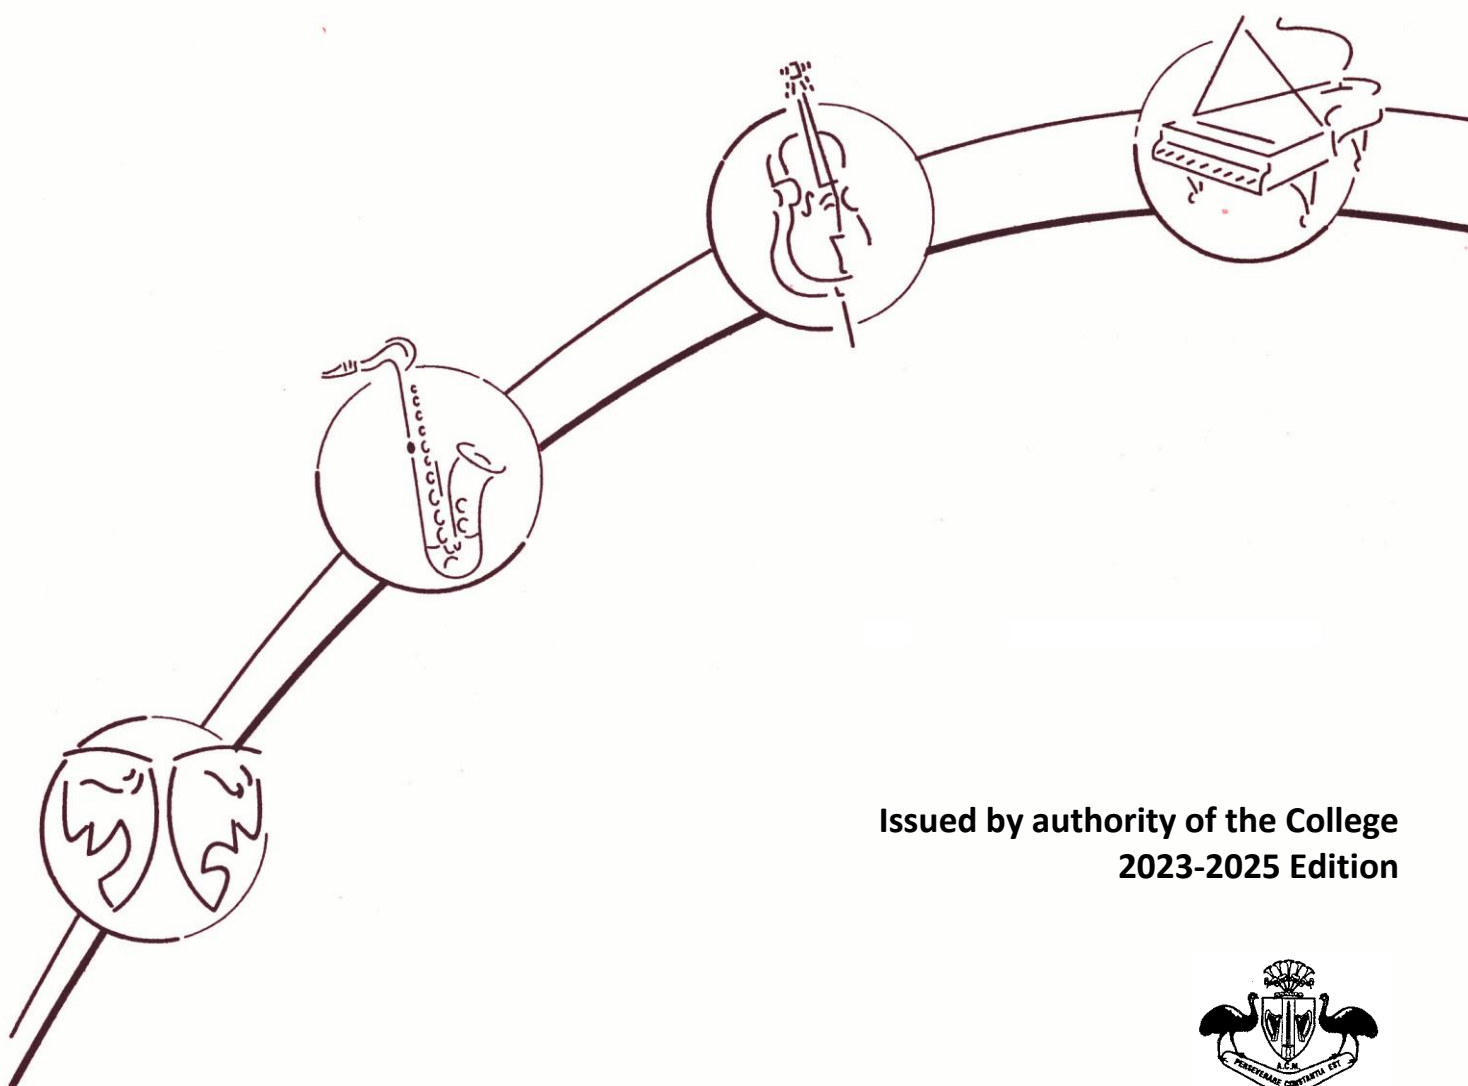 Issued by authority of the College
2023-2025 Edition
A.C.M.
PERSEVERARE CONSTANTIA EST